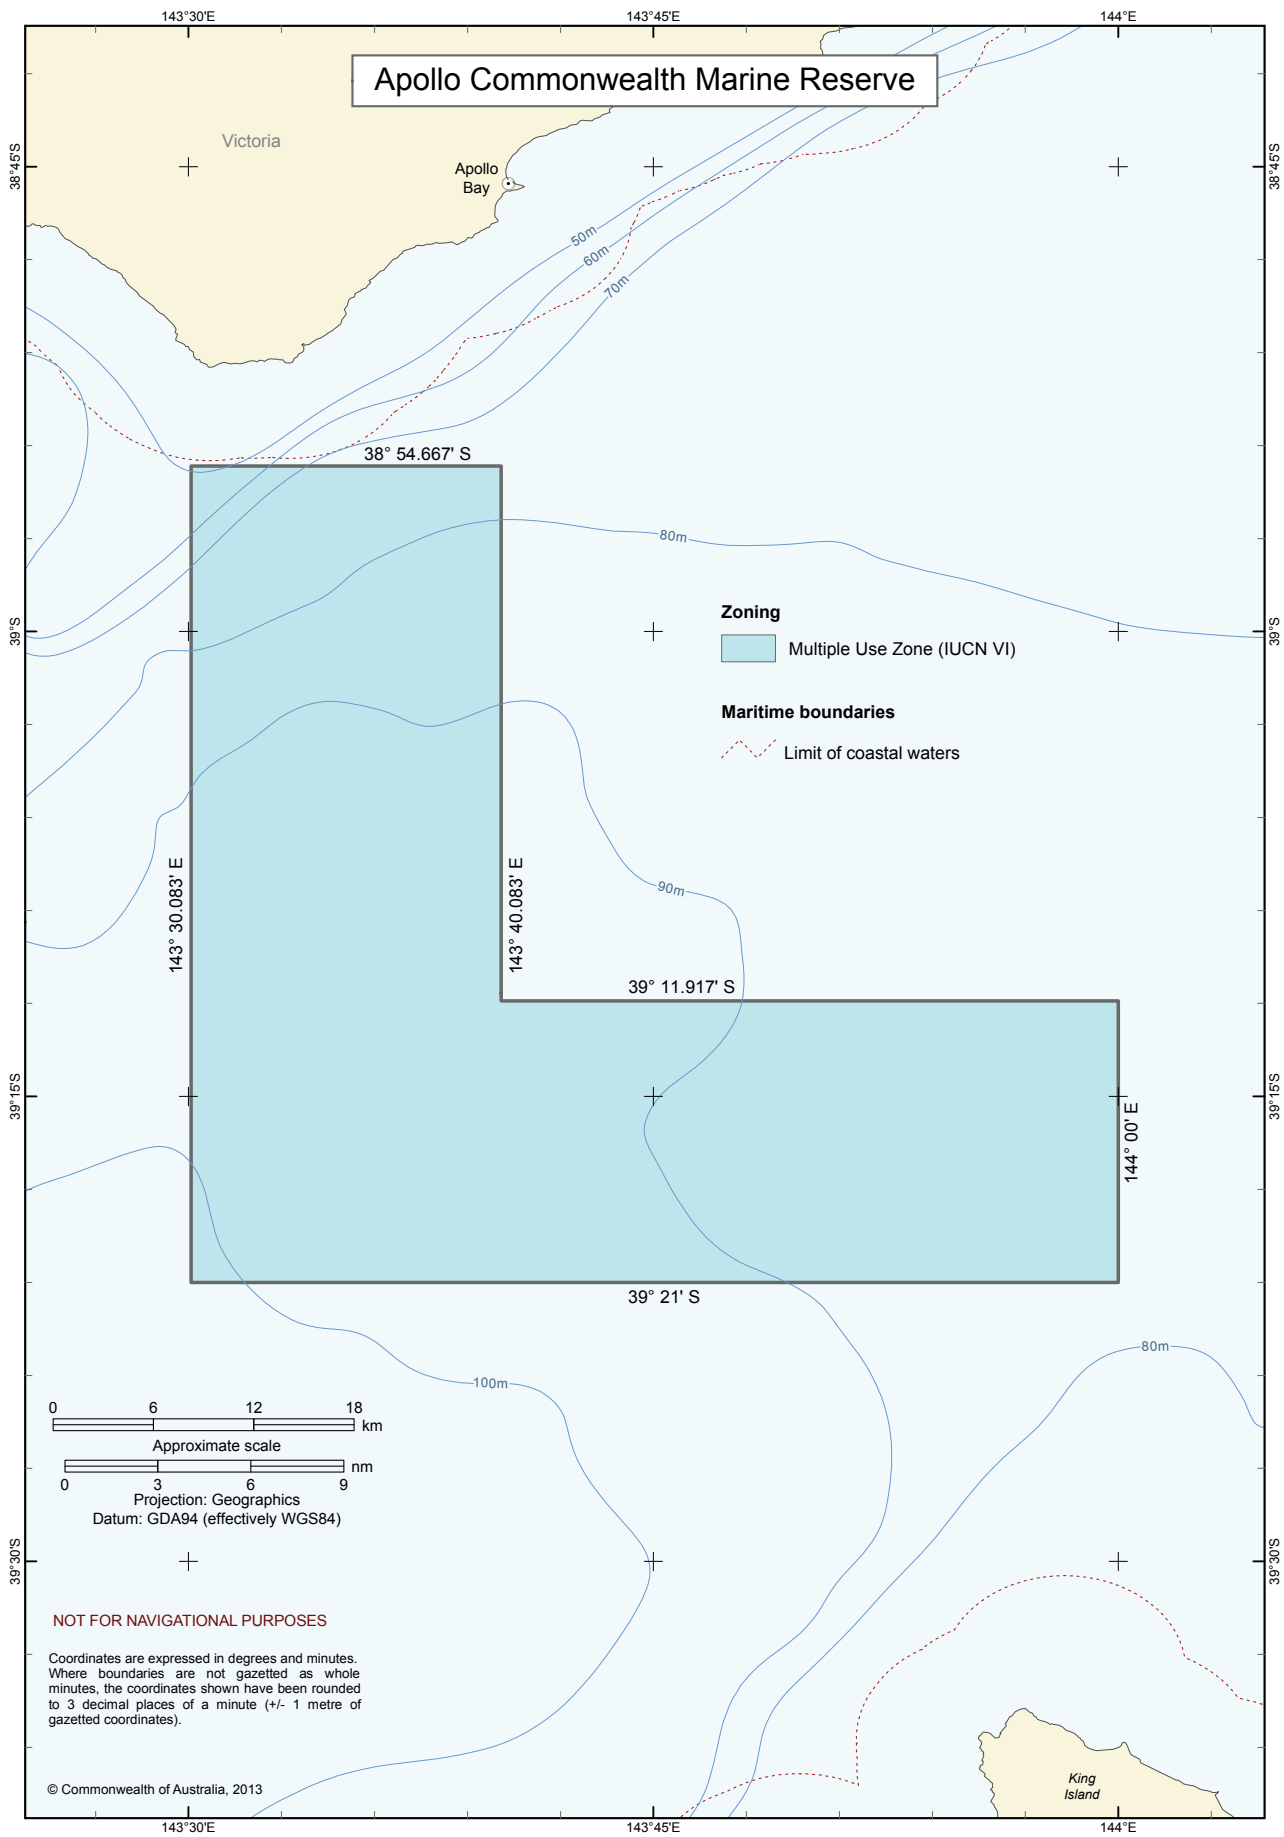 143°30'E
143°45'E
144°E
Apollo Commonwealth Marine Reserve
Victoria
38°45'S
38°45'S
Apollo
Bay
50m
60m
70m
38° 54.667' S
80m
Zoning
39°S
39°S
Multiple Use Zone (IUCN VI)
Maritime boundaries
Limit of coastal waters
143° 30.083' E
143° 40.083' E
90m
39° 11.917' S
39°15'S
39°15'S
144° 00' E
39° 21' S
80m
100m
0 6 12 18
km
Approximate scale
nm
0 3 6 9
Projection: Geographics
Datum: GDA94 (effectively WGS84)
39°30'S
39°30'S
NOT FOR NAVIGATIONAL PURPOSES
Coordinates are expressed in degrees and minutes.
Where boundaries are not gazetted as whole
minutes, the coordinates shown have been rounded
to 3 decimal places of a minute (+/- 1 metre of
gazetted coordinates).
King
Island
© Commonwealth of Australia, 2013
143°30'E
143°45'E
144°E